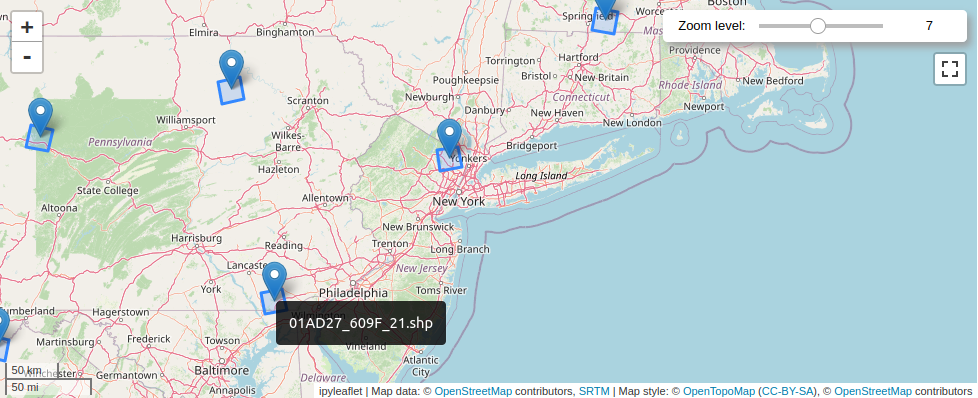 Boston
Springfield
Zoom level: 7
+
Elmira
Binghamton
-
Hartford
Providence
Torrington
Bristol
New Britain
Poughkeepsie
New Bedford
Rhode Island
Scranton
Newburgh
Connecticut
Danbury
Newport
New Haven
Williamsport
New London
Pennsylvania
Wilkes-
Barre
Bridgeport
Yonkers
Hazleton
Long Island
State College
Allentown
New York
Altoona
New Brunswick
Harrisburg
Reading
Trenton
Long Branch
Lancaster
New Jersey
York
Toms River
Philadelphia
Hagerstown
Wilmington
01AD27_609F_21.shp
Frederick
Towson
Martinsburg
Vineland
Atlantic
City
50 km
Baltimore
Germantown
Delaware
50 mi
Annapolis
ipyleaflet | Map data: © OpenStreetMap contributors, SRTM | Map style: © OpenTopoMap (CC-BY-SA), © OpenStreetMap contributors